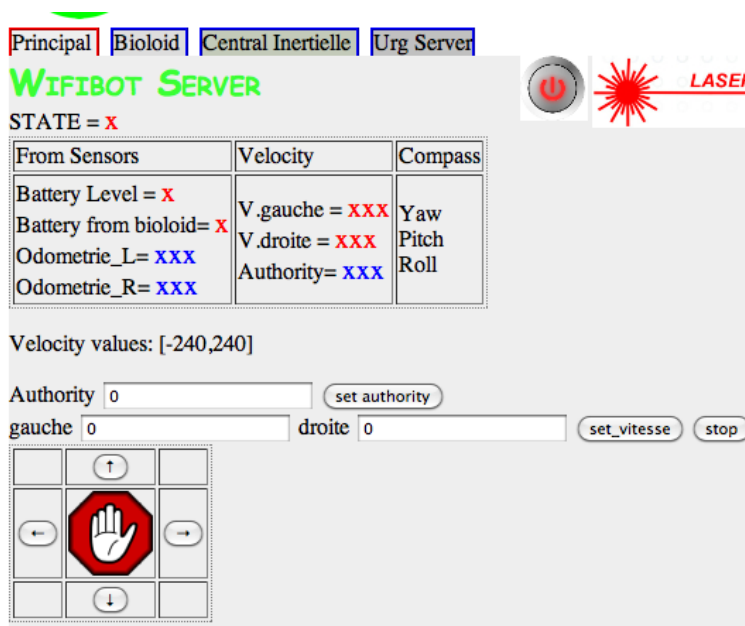 Principal Bioloid Central Inertielle Urg Server
WIFIBOT SERVER
LASER
STATE = X
From Sensors Velocity Compass
Battery Level = X
Battery from bioloid= X
Odometrie_L= XXX
Odometrie_R= XXX
V.gauche = XXX
V.droite = XXX
Authority= XXX
Yaw
Pitch
Roll
Velocity values: [-240,240]
Authority 0 set authority
gauche 0 droite 0 set_vitesse stop
↑
← →
↓